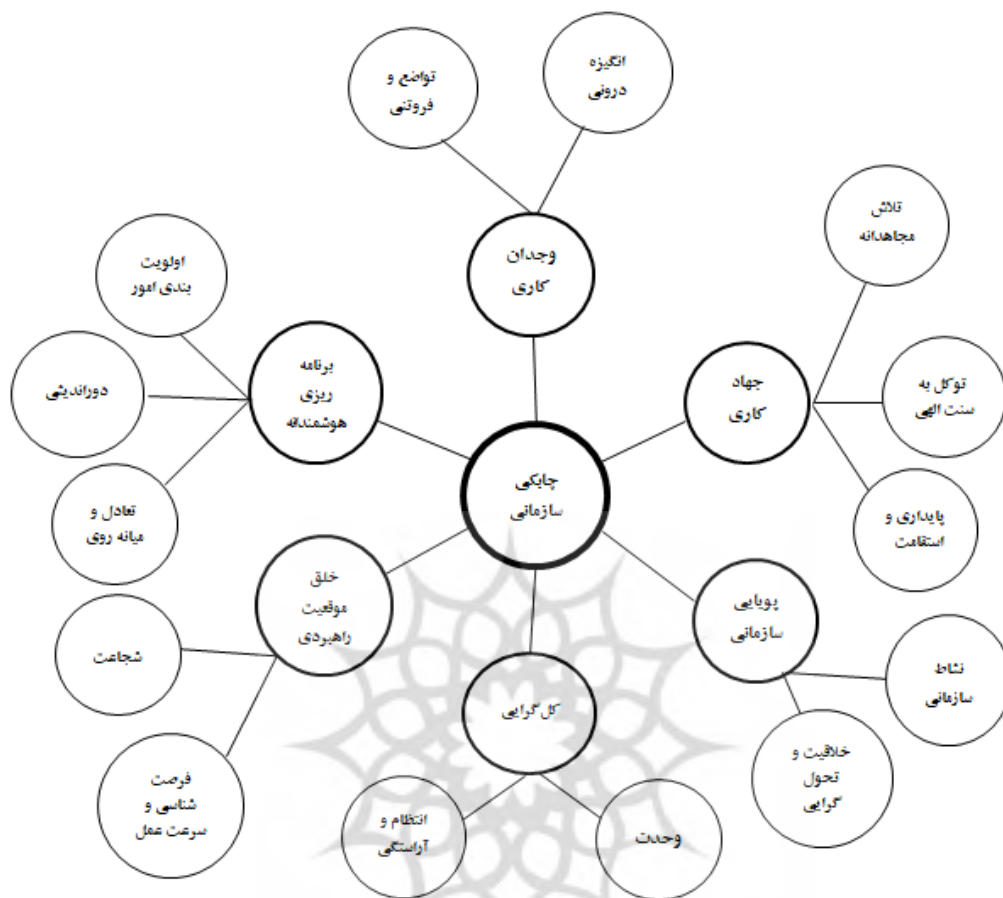 انگیزه
درونی
تواضع و
فروتنی
تلاش
مجاهدانه
وجدان
کاری
اولویت
بندی امور
برنامه
ریزی
هوشمندانه
دوراندیشی
جهاد
کاری
توکل به
سنت الهی
چابکی
سازمانی
تعادل و
میانه روی
پایداری و
استقامت
خلق
موقعیت
راهبردی
پویایی
سازمانی
شجاعت
نشاط
سازمانی
کل گرایی
خلاقیت و
تحول
گرایی
فرصت
شناسی و
سرعت عمل
انتظام و
آراستگی
وحدت